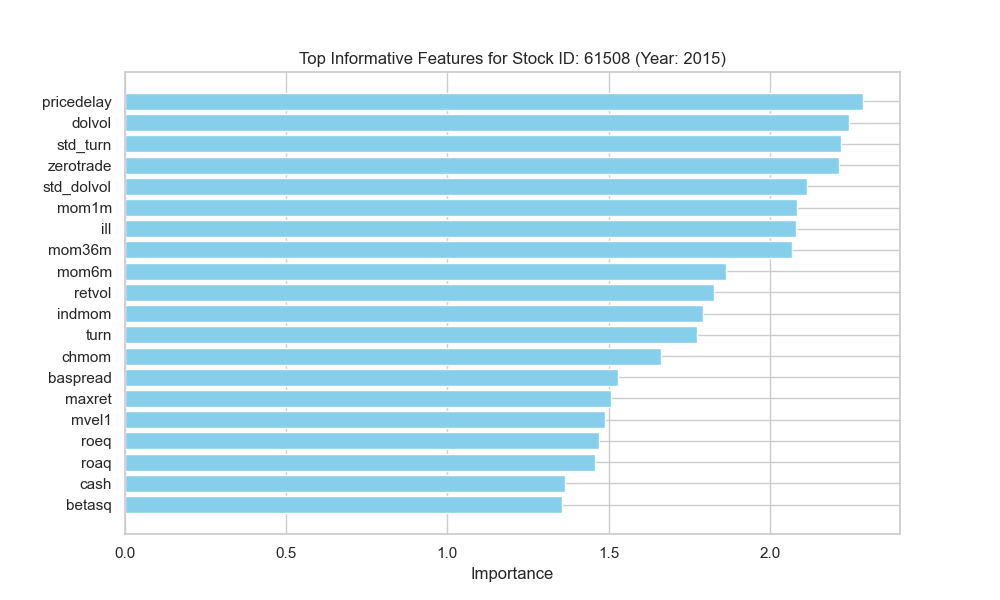 Top Informative Features for Stock ID: 61508 (Year: 2015)
pricedelay
dolvol
std_turn
zerotrade
std_dolvol
mom1m
ill
mom36m
mom6m
retvol
indmom
turn
chmom
baspread
maxret
mvel1
roeq
roaq
cash
betasq
0.0 0.5 1.0 1.5 2.0
Importance